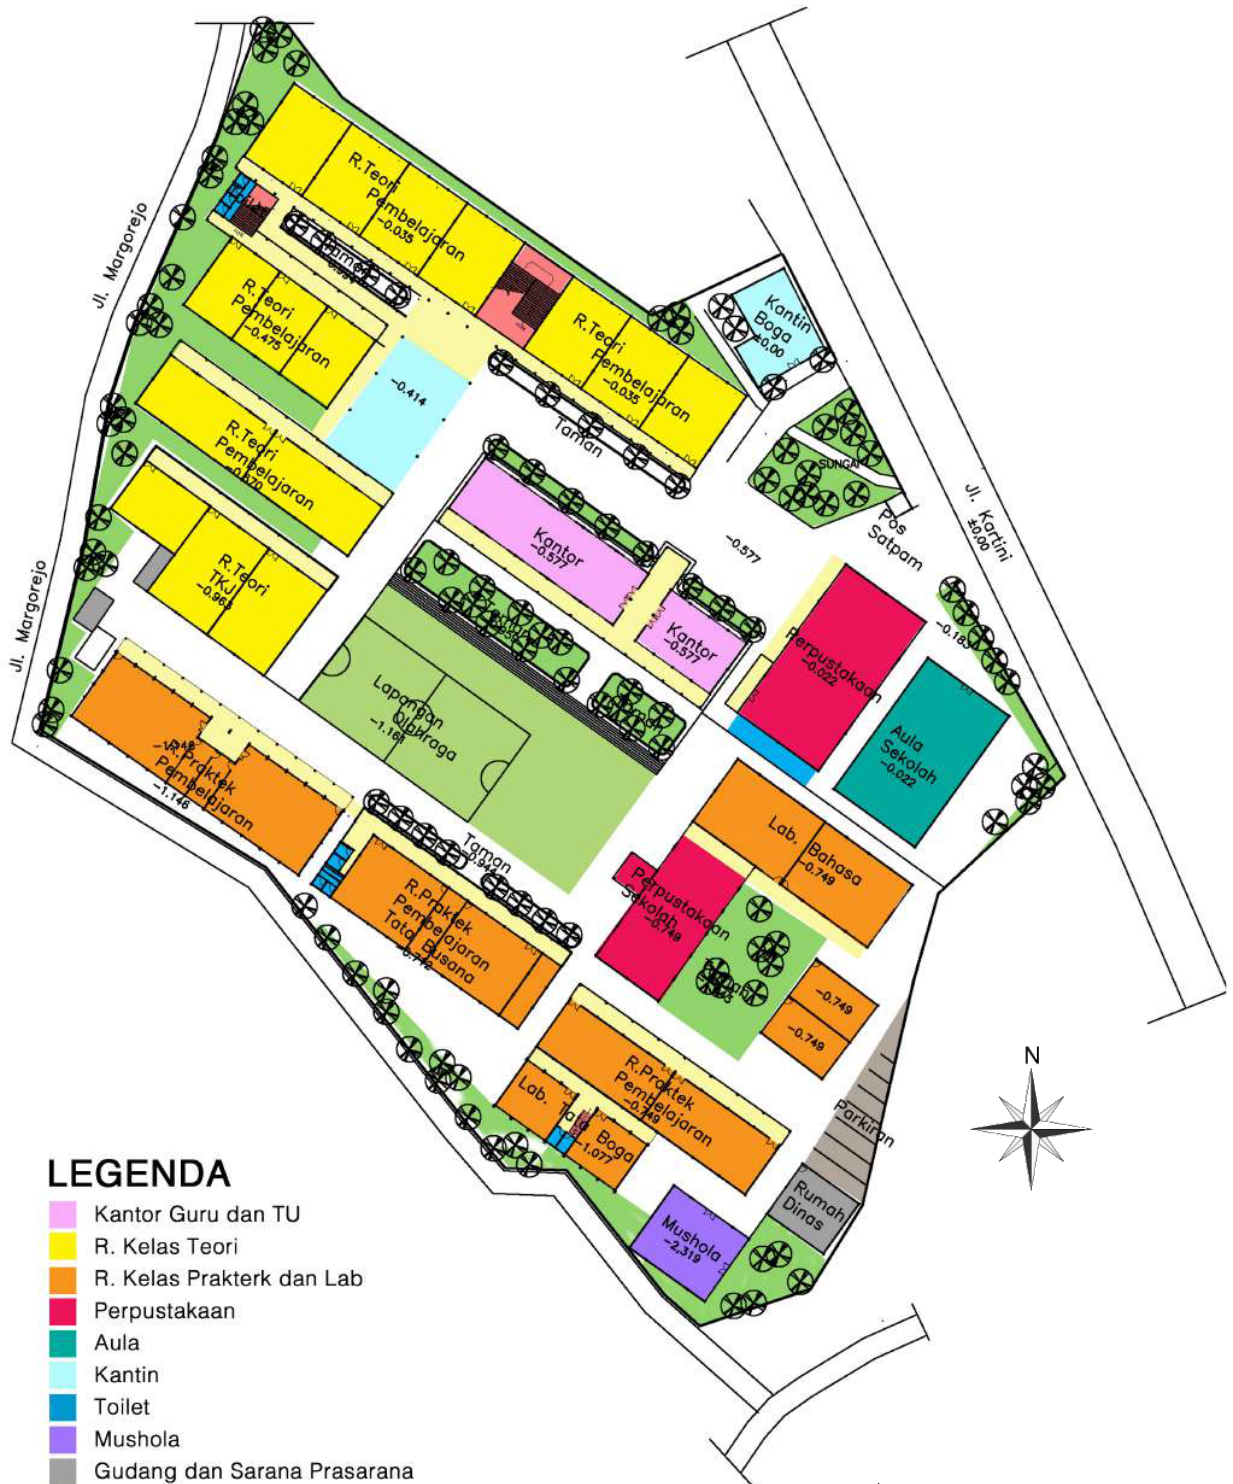 Jl. Margorejo
R.Teori
Pembelajaran
-0.035
Kantin
Boga
±0.00
R.Teori
Pembelajaran
-0.475
R.Teori
Pembelajaran
-0.035
-0.414
Taman
R.Teori
Pembelajaran
-0.870
SUNGAI
Pos
Satpam
Jl. Kartini
±0.00
Kantor
-0.577
-0.577
R.Teori
TKJ
-0.963
Jl. Margorejo
Kantor
-0.577
Perpustakaan
-0.022
-0.183
Lapangan
Olahraga
-1.161
Aula
Sekolah
-0.022
R.Praktek
Pembelajaran
-1.146
Taman
Lab. Bahasa
-0.749
R.Praktek
Pembelajaran
Tata Busana
Perpustakaan
Sekolah
-0.749
-0.749
-0.749
R.Praktek
Pembelajaran
-0.749
Lab. Tata Boga
-1.077
Parkiran
N
Rumah
Dinas
Mushola
-2.319
LEGENDA
Kantor Guru dan TU
R. Kelas Teori
R. Kelas Prakterk dan Lab
Perpustakaan
Aula
Kantin
Toilet
Mushola
Gudang dan Sarana Prasarana